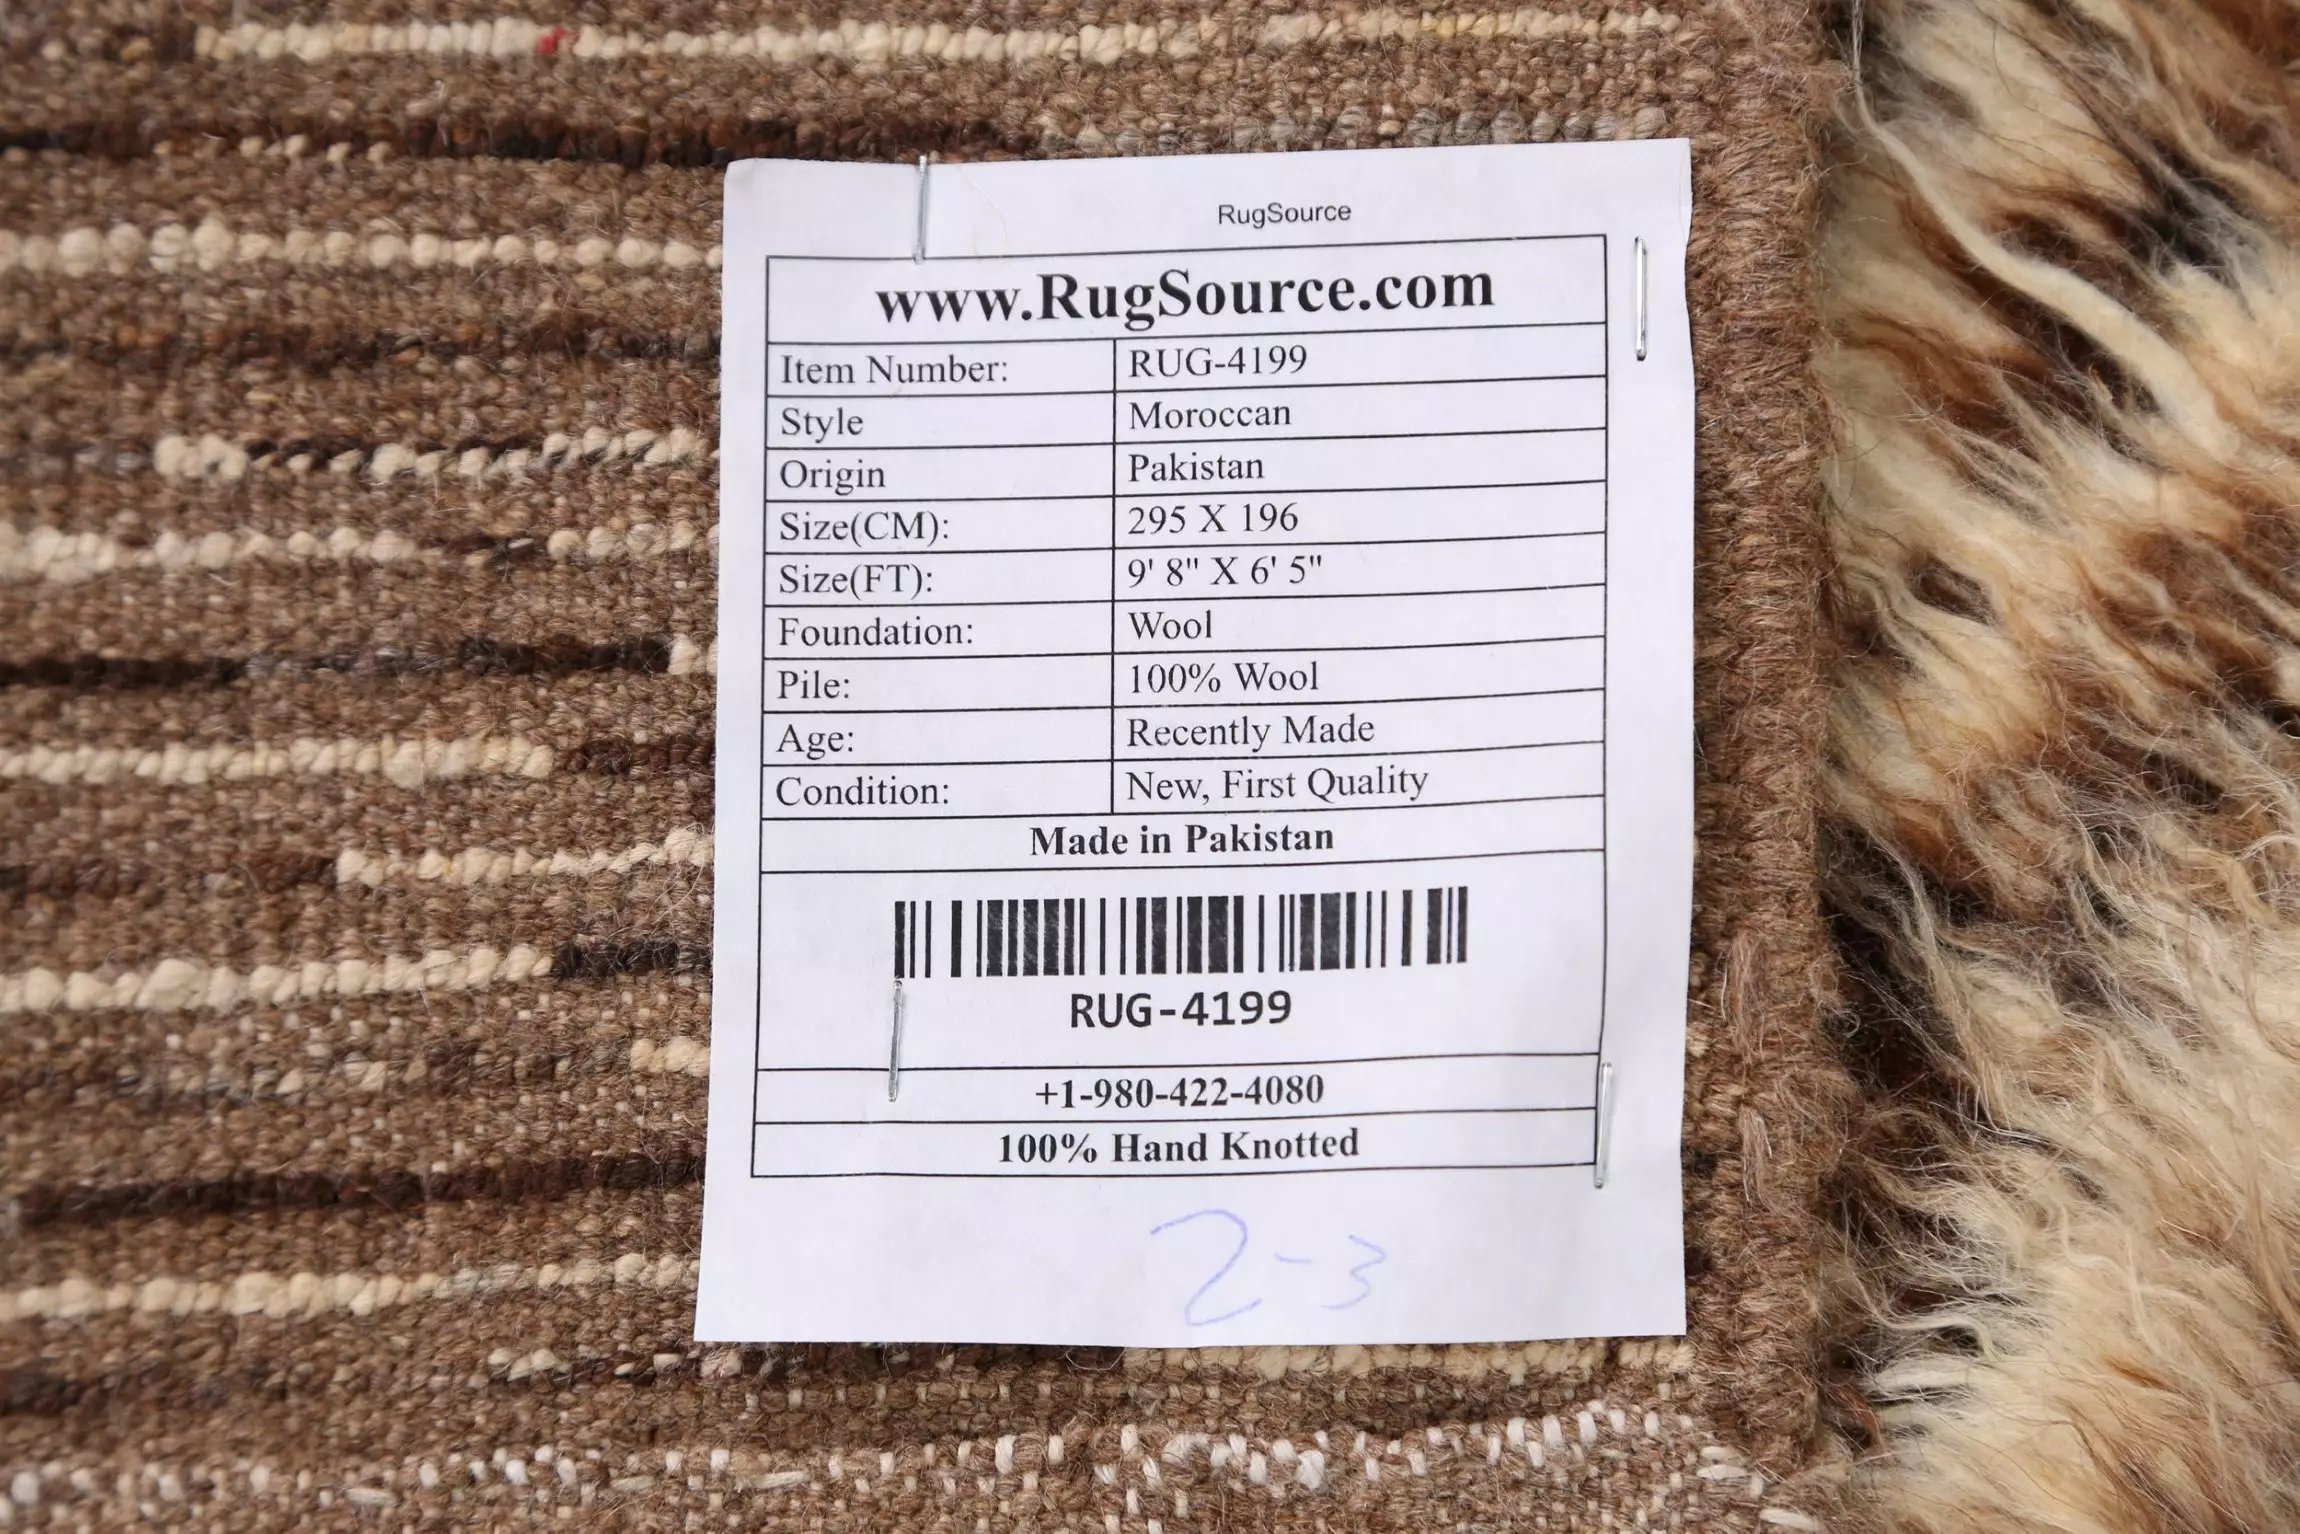 RugSource
www.RugSource.com
Item Number: RUG-4199
Style Moroccan
Origin Pakistan
Size(CM): 295 X 196
Size(FT): 9' 8" X 6' 5"
Foundation: Wool
Pile: 100% Wool
Age: Recently Made
Condition: New, First Quality
Made in Pakistan
RUG-4199
+1-980-422-4080
100% Hand Knotted
2-3